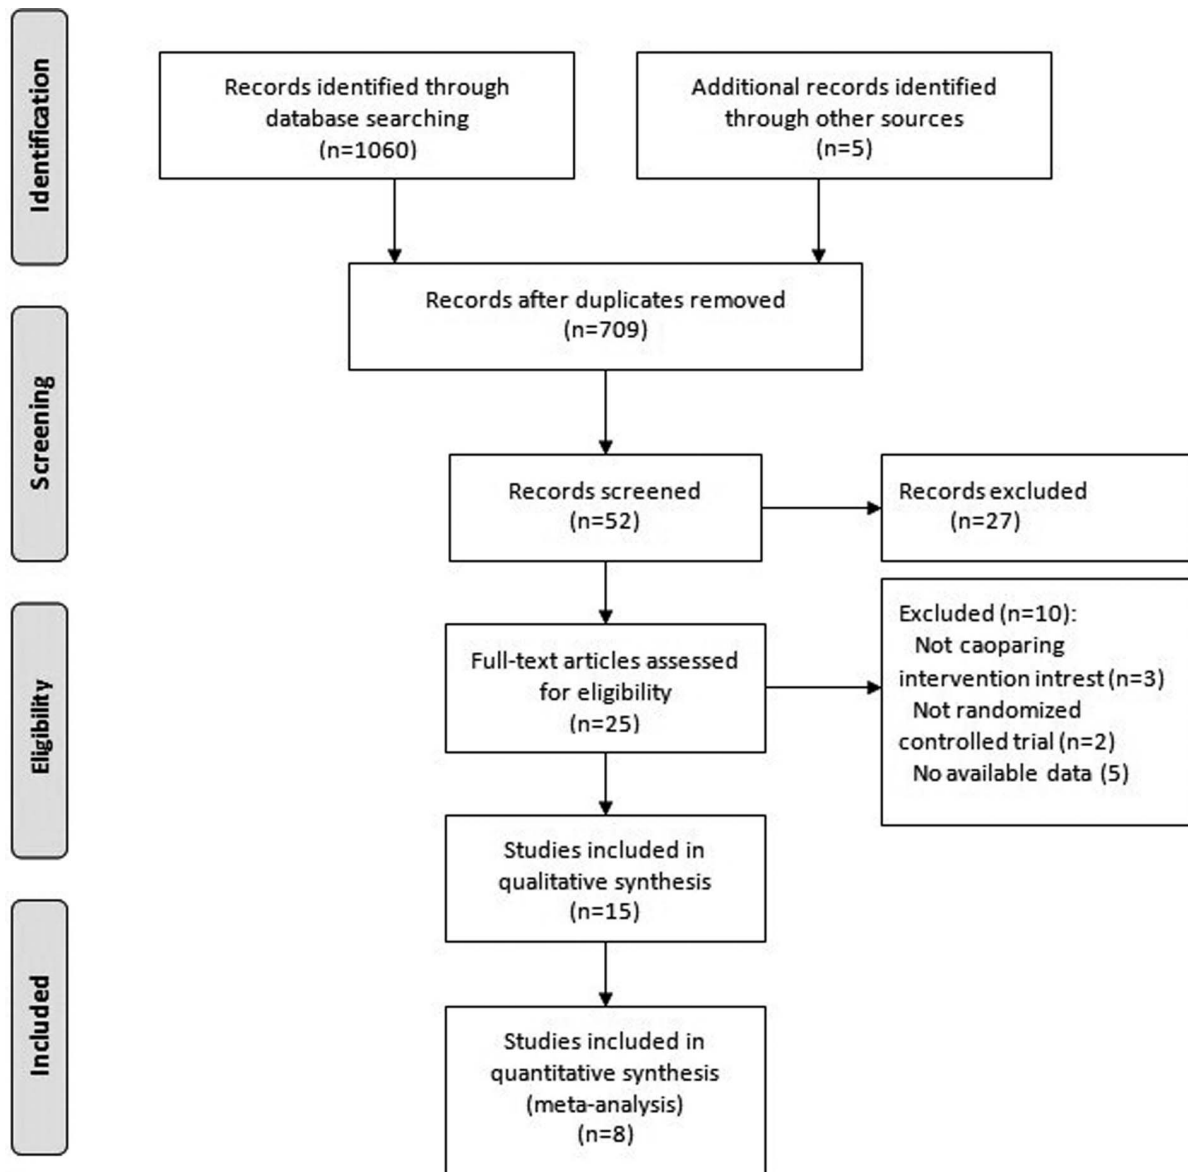 Identification
Records identified through
database searching
(n=1060)
Additional records identified
through other sources
(n=5)
Records after duplicates removed
(n=709)
Screening
Records screened
(n=52)
Records excluded
(n=27)
Eligibility
Full-text articles assessed
for eligibility
(n=25)
Excluded (n=10):
Not caoparing
intervention intrest (n=3)
Not randomized
controlled trial (n=2)
No available data (5)
Studies included in
qualitative synthesis
(n=15)
Included
Studies included in
quantitative synthesis
(meta-analysis)
(n=8)